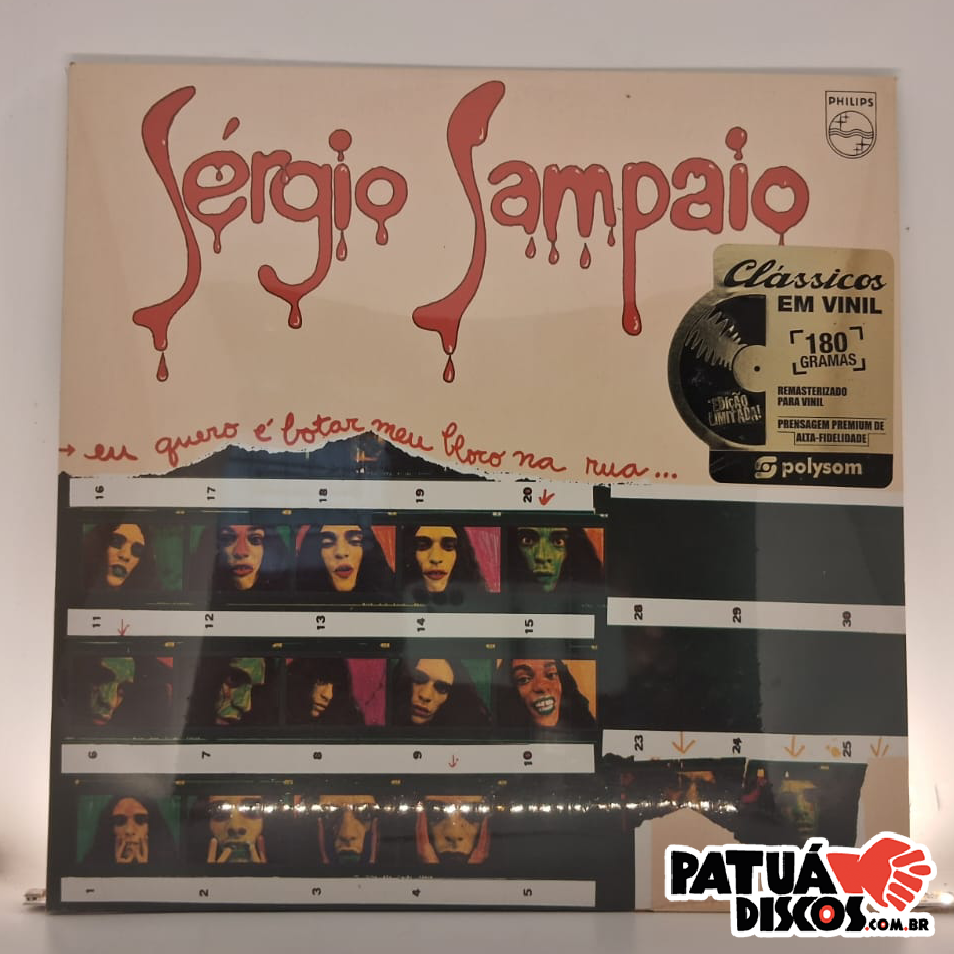 Sérgio Sampaio
PHILIPS
Clássicos
EM VINIL
180
GRAMAS
EDIÇÃO
LIMITADA!
REMASTERIZADO
PARA VINIL
PRENSAGEM PREMIUM DE
ALTA-FIDELIDADE
polysom
→ eu quero é botar meu bloco na rua...
16 17 18 19 20
11 12 13 14 15
28 29 30
6 7 8 9 10
23 24 25
1 2 3 4 5
PATUÁ
DISCOS.COM.BR